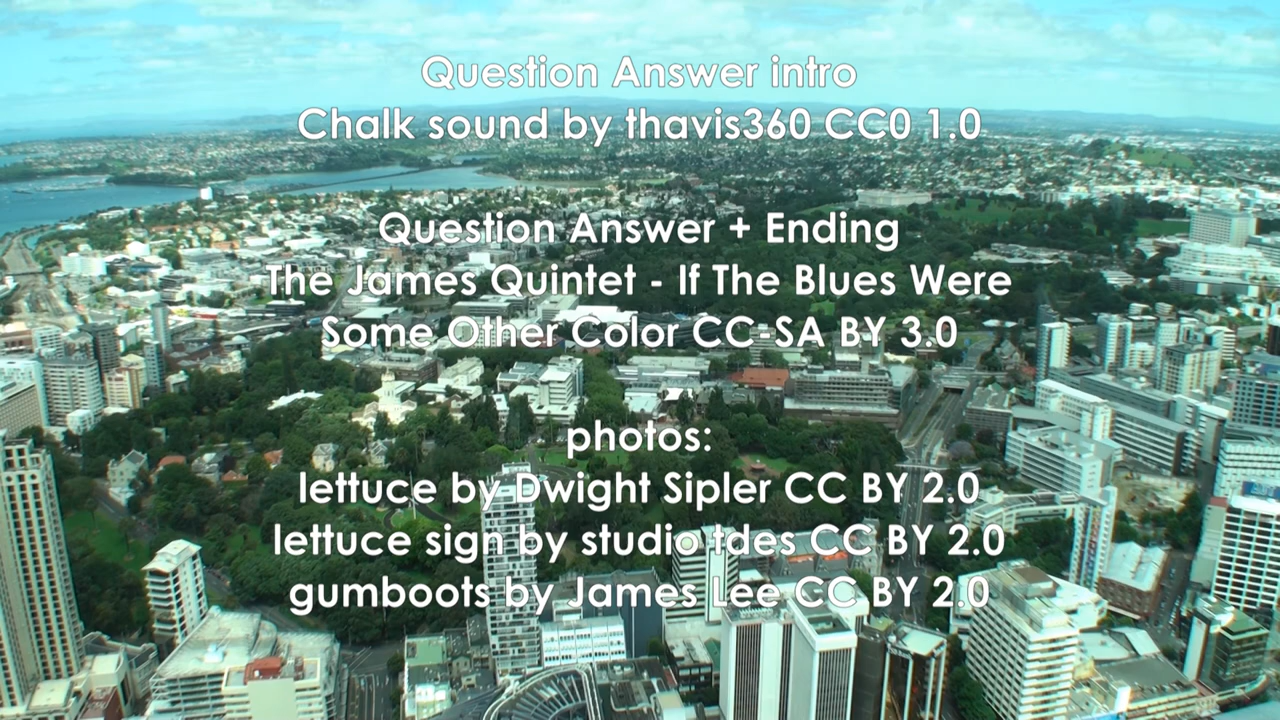 Question Answer intro
Chalk sound by thavis360 CC0 1.0
Question Answer + Ending
The James Quintet - If The Blues Were
Some Other Color CC-SA BY 3.0
photos:
lettuce by Dwight Sipler CC BY 2.0
lettuce sign by studio tdes CC BY 2.0
gumboots by James Lee CC BY 2.0